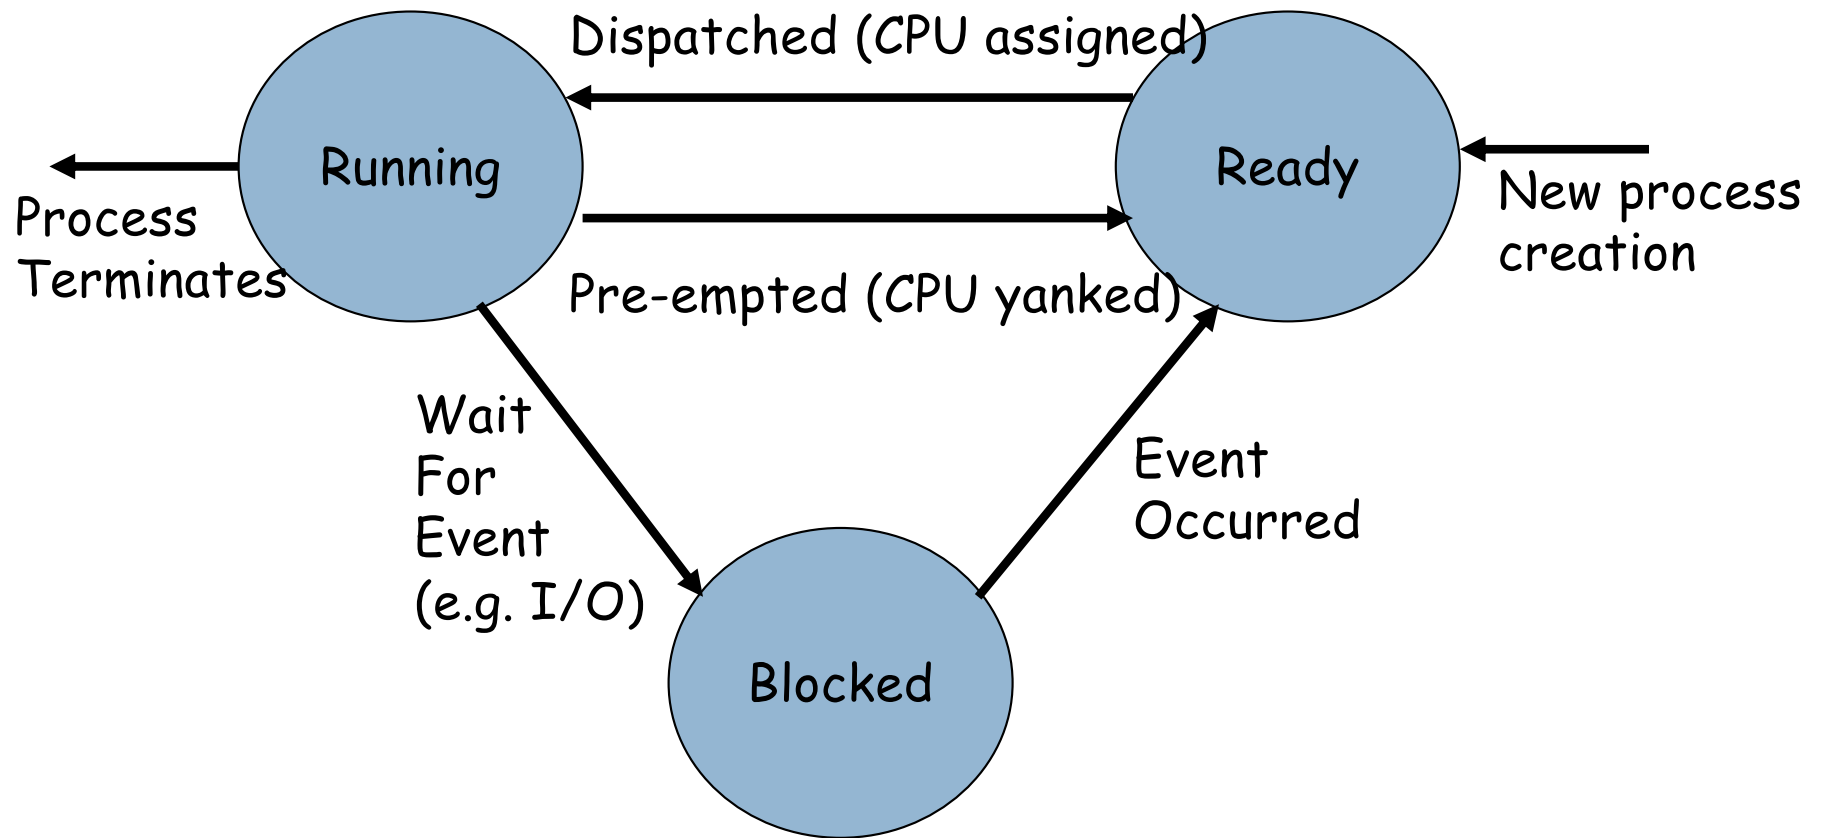 Dispatched (CPU assigned)
Running
Ready
Process
Terminates
New process
creation
Pre-empted (CPU yanked)
Wait
For
Event
(e.g. I/O)
Event
Occurred
Blocked